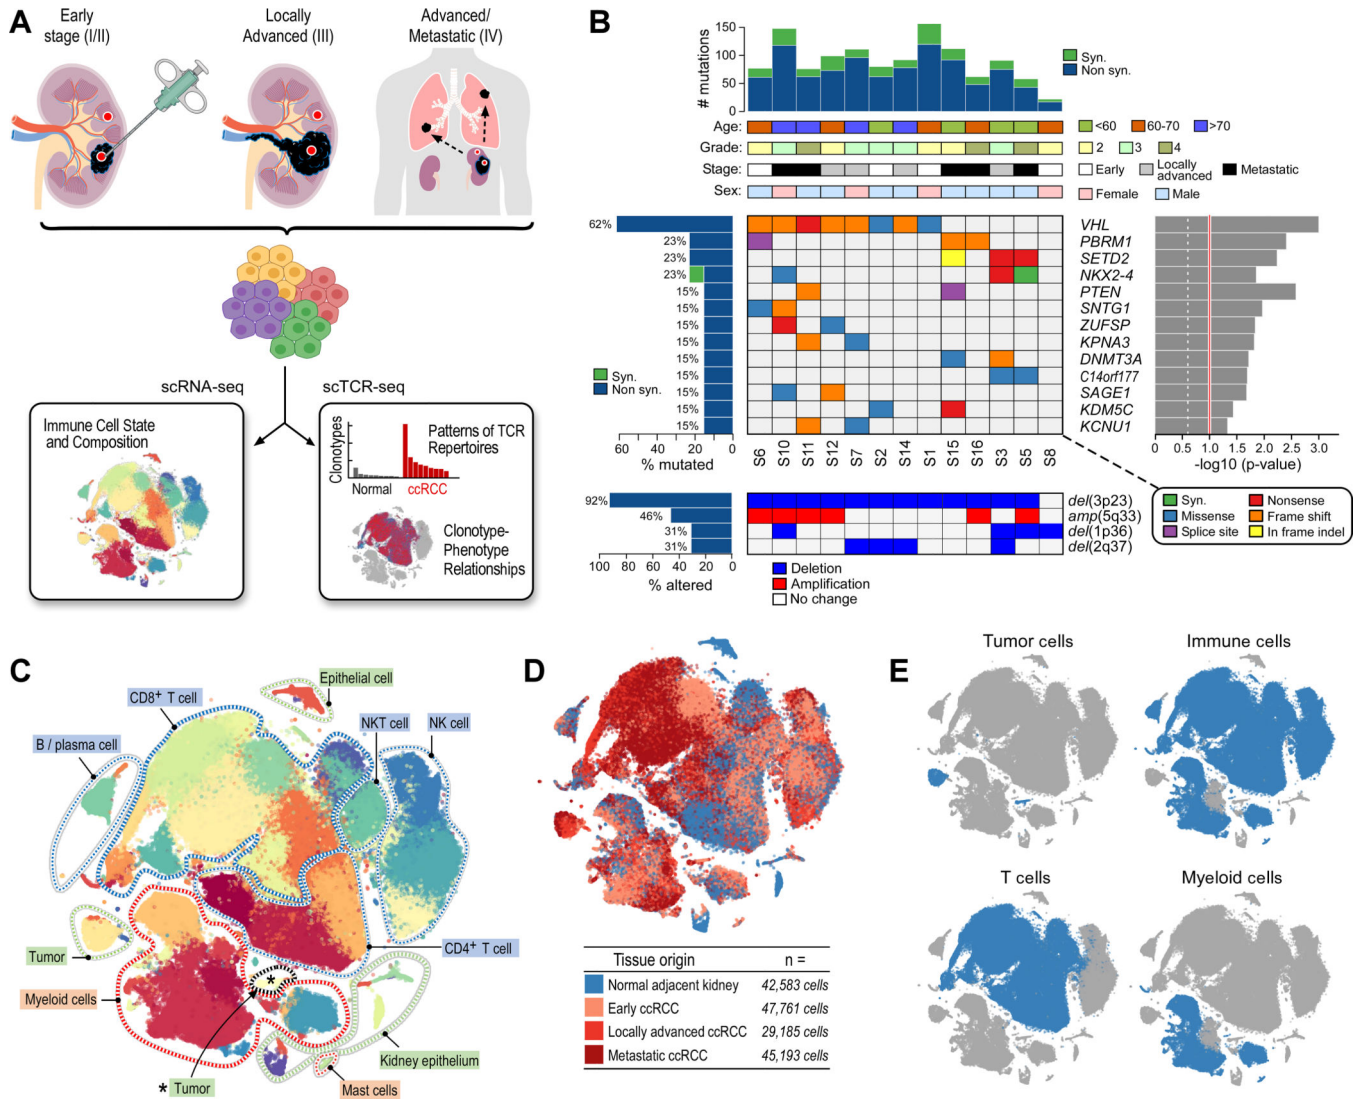 A
Early
stage (I/II)
Locally
Advanced (III)
Advanced/
Metastatic (IV)
scRNA-seq
scTCR-seq
Immune Cell State
and Composition
Clonotypes
Patterns of TCR
Repertoires
Normal
ccRCC
Clonotype-
Phenotype
Relationships
B
# mutations
150
100
50
0
Syn.
Non syn.
Age:
<60
60-70
>70
Grade:
2
3
4
Stage:
Early
Locally
advanced
Metastatic
Sex:
Female
Male
62%
VHL
23%
PBRM1
23%
SETD2
23%
NKX2-4
15%
PTEN
15%
SNTG1
15%
ZUFSP
15%
KPNA3
15%
DNMT3A
15%
C14orf177
15%
SAGE1
15%
KDM5C
15%
KCNU1
Syn.
Non syn.
60
40
20
0
% mutated
S6
S10
S11
S12
S7
S2
S14
S1
S15
S16
S3
S5
S8
0
0.5
1.0
1.5
2.0
2.5
3.0
-log10 (p-value)
92%
del(3p23)
46%
amp(5q33)
31%
del(1p36)
31%
del(2q37)
100
80
60
40
20
0
% altered
Deletion
Amplification
No change
Syn.
Nonsense
Missense
Frame shift
Splice site
In frame indel
C
CD8+ T cell
Epithelial cell
B / plasma cell
NKT cell
NK cell
Tumor
CD4+ T cell
Myeloid cells
*
Kidney epithelium
* Tumor
Mast cells
D
Tissue origin
n =
Normal adjacent kidney
42,583 cells
Early ccRCC
47,761 cells
Locally advanced ccRCC
29,185 cells
Metastatic ccRCC
45,193 cells
E
Tumor cells
Immune cells
T cells
Myeloid cells